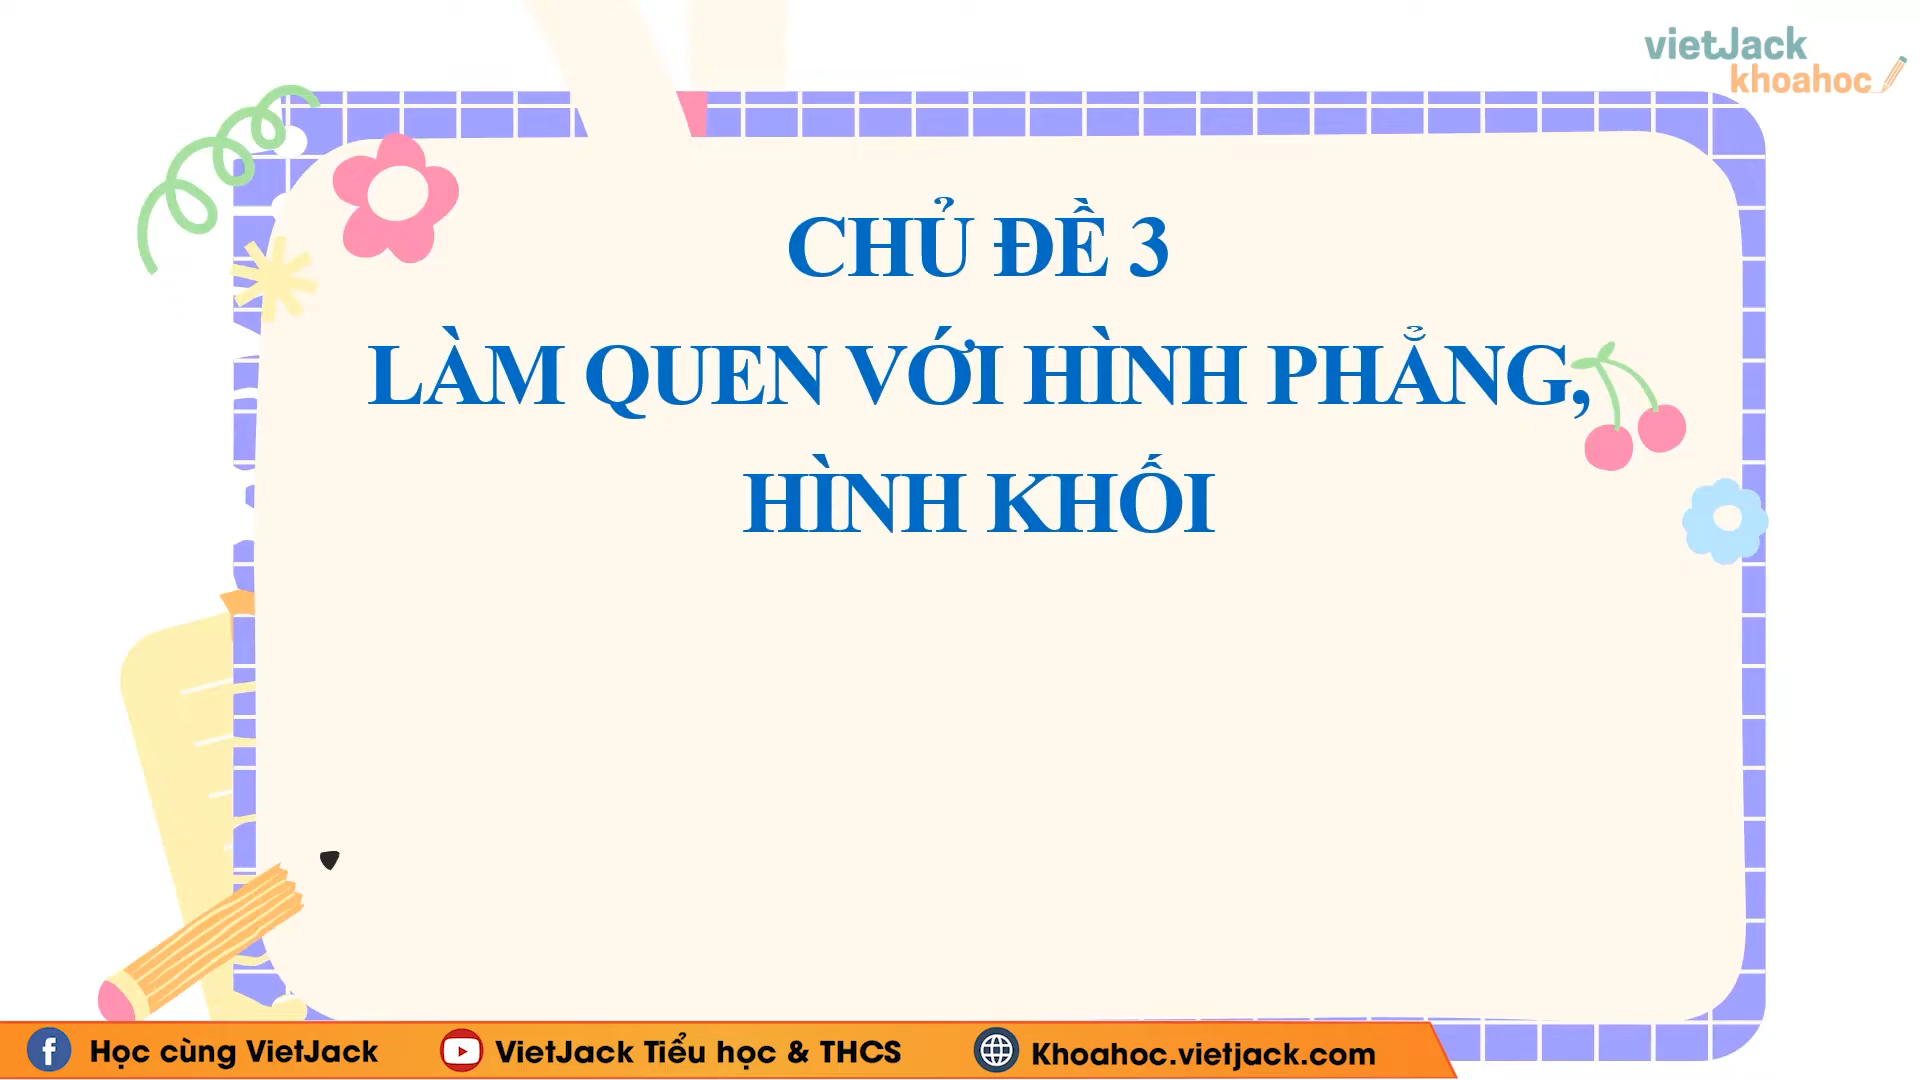 vietJack
khoahoc
CHỦ ĐỀ 3
LÀM QUEN VỚI HÌNH PHẲNG,
HÌNH KHỐI
Học cùng VietJack
VietJack Tiểu học & THCS
Khoahoc.vietjack.com